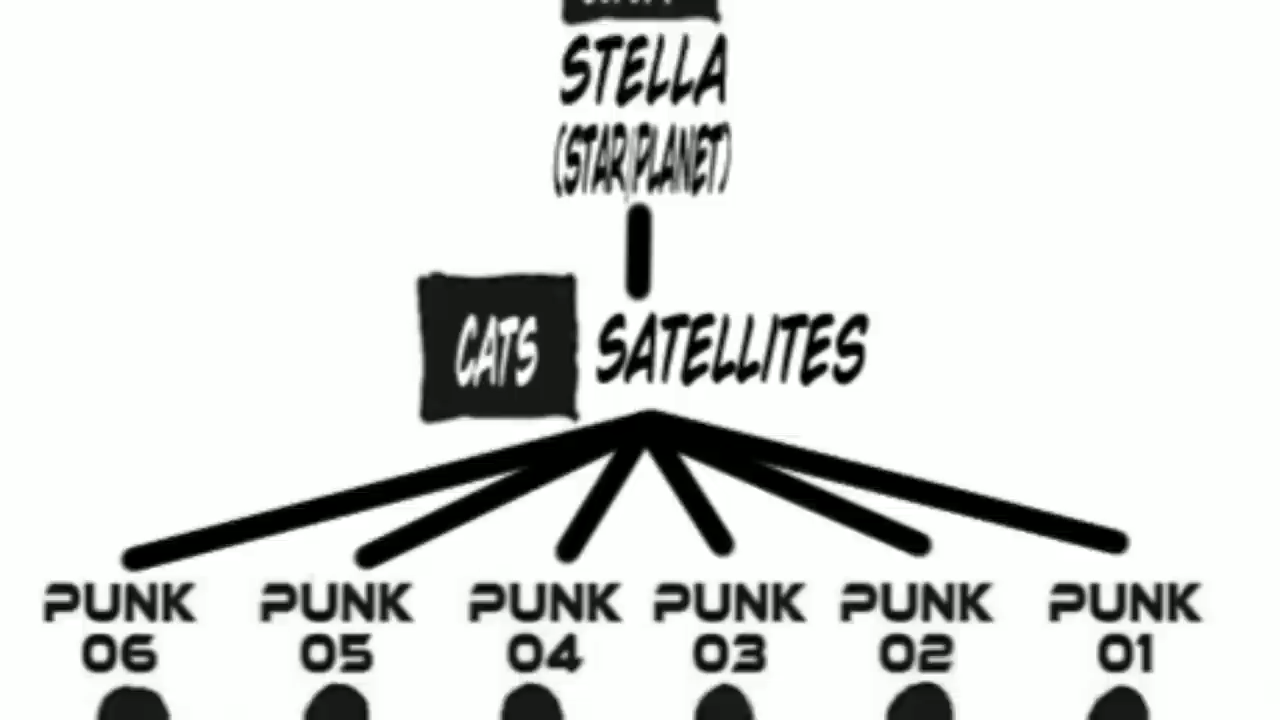 STELLA
(STAR PLANET)
CATS
SATELLITES
PUNK PUNK PUNK PUNK PUNK PUNK
06 05 04 03 02 01